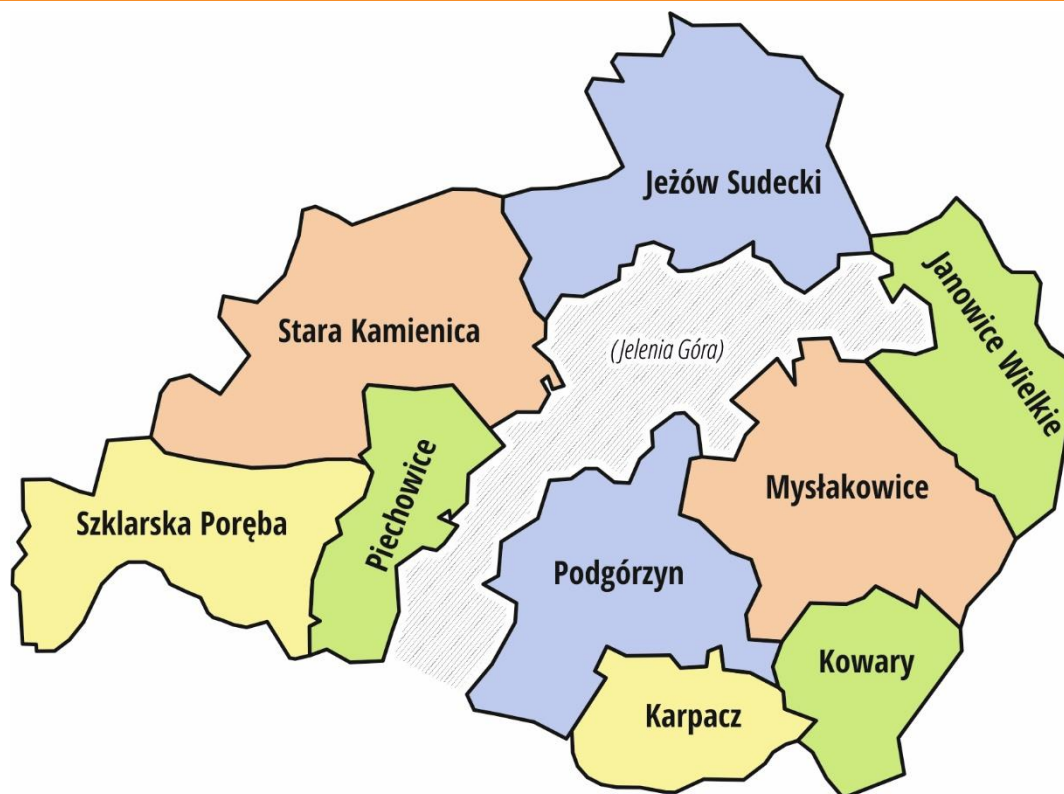 Jeżów Sudecki
Janowice Wielkie
Stara Kamienica
(Jelenia Góra)
Mysłakowice
Piechowice
Szklarska Poręba
Podgórzyn
Kowary
Karpacz